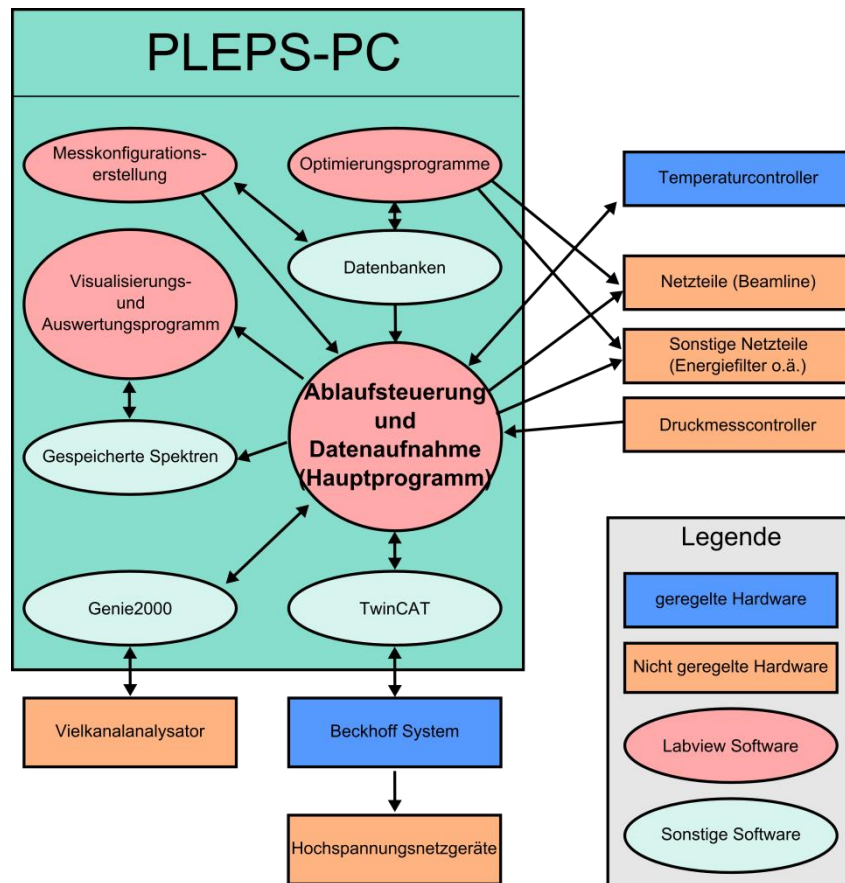 PLEPS-PC
Messkonfigurations-
erstellung
Optimierungsprogramme
Temperaturcontroller
Visualisierungs-
und
Auswertungsprogramm
Datenbanken
Netzteile (Beamline)
Sonstige Netzteile
(Energiefilter o.ä.)
Ablaufsteuerung
und
Datenaufnahme
(Hauptprogramm)
Druckmesscontroller
Gespeicherte Spektren
Genie2000
TwinCAT
Vielkanalanalysator
Beckhoff System
Hochspannungsnetzgeräte
Legende
geregelte Hardware
Nicht geregelte Hardware
Labview Software
Sonstige Software